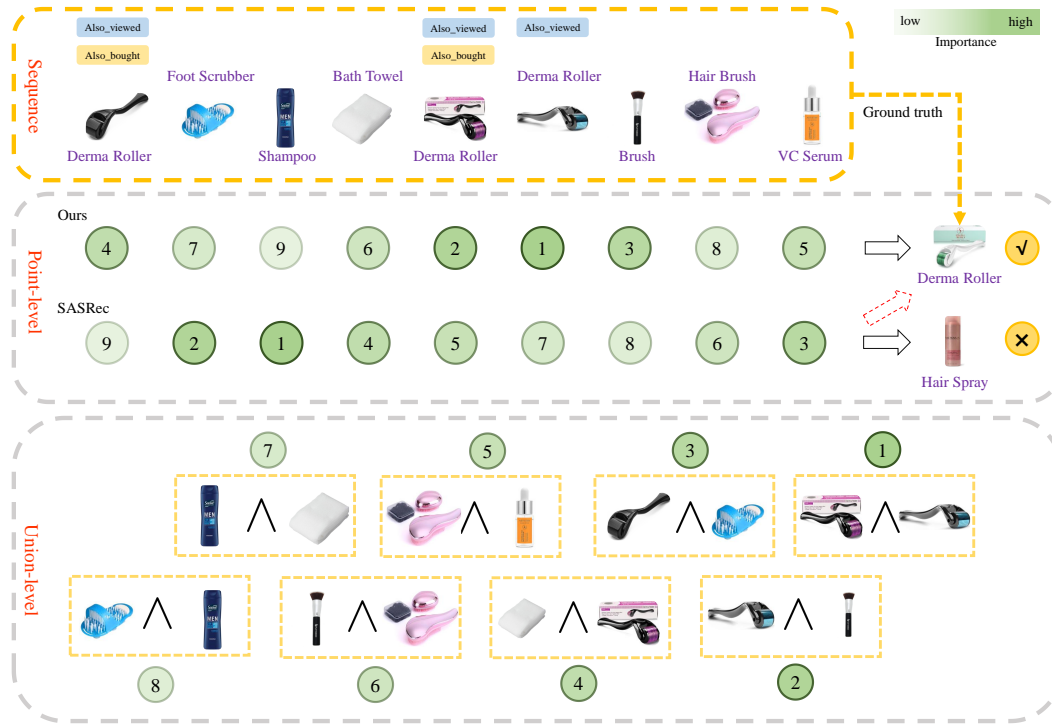 Also_viewed
Also_viewed
Also_viewed
low
high
Importance
Also_bought
Also_bought
Sequence
Foot Scrubber
Bath Towel
Derma Roller
Hair Brush
MEN
Derma Roller
Shampoo
Derma Roller
Brush
VC Serum
Ground truth
Point-level
Ours
4
7
9
6
2
1
3
8
5
√
Derma Roller
SASRec
9
2
1
4
5
7
8
6
3
×
Hair Spray
Union-level
7
5
3
1
MEN
∧
∧
∧
∧
∧
MEN
∧
∧
∧
8
6
4
2